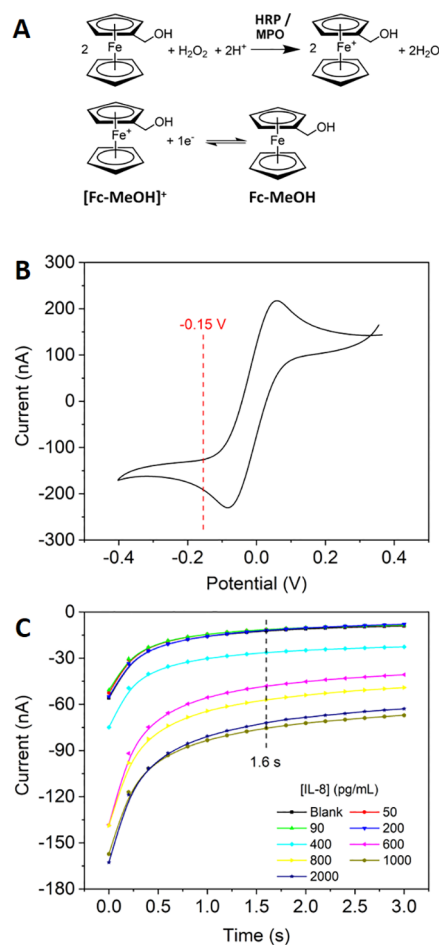 A
2 Fe OH + H₂O₂ + 2H⁺ HRP / MPO 2 Fe⁺ OH + 2H₂O
Fe⁺ OH + 1e⁻ Fe OH
[Fc-MeOH]⁺ Fc-MeOH
B
300
200
100
0
-100
-200
-300
Current (nA)
-0.15 V
-0.4 -0.2 0.0 0.2 0.4
Potential (V)
C
0
-30
-60
-90
-120
-150
-180
Current (nA)
1.6 s
[IL-8] (pg/mL)
Blank 50
90 200
400 600
800 1000
2000
0.0 0.5 1.0 1.5 2.0 2.5 3.0
Time (s)